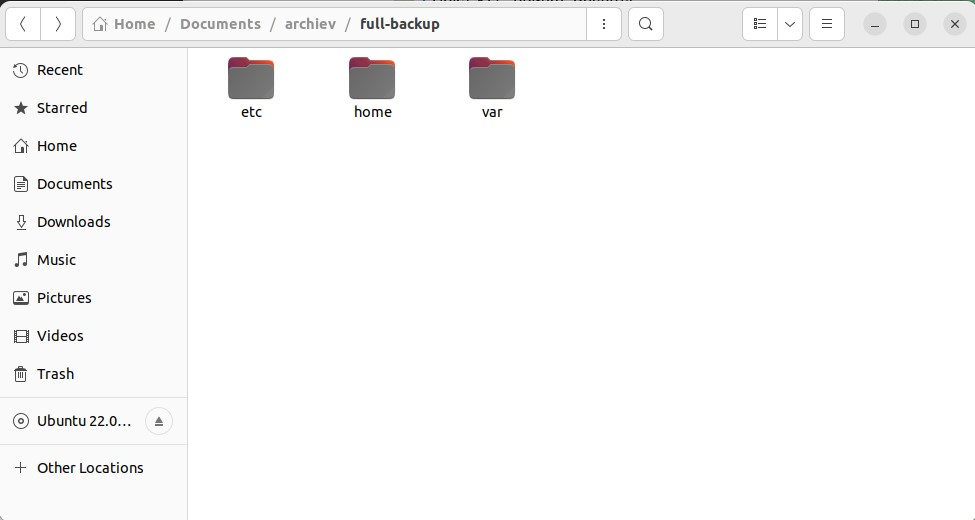 Home / Documents / archiev / full-backup
etc
home
var
Recent
Starred
Home
Documents
Downloads
Music
Pictures
Videos
Trash
Ubuntu 22.0...
Other Locations